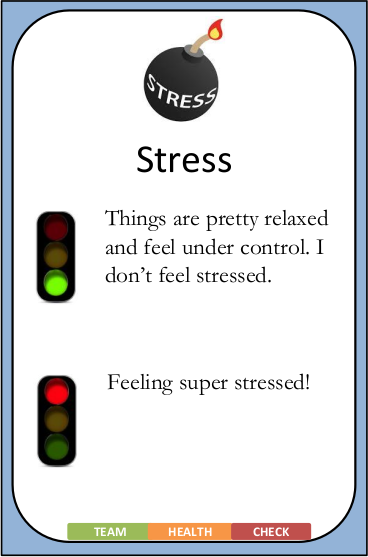 STRESS
Stress
Things are pretty relaxed
and feel under control. I
don’t feel stressed.
Feeling super stressed!
TEAM HEALTH CHECK